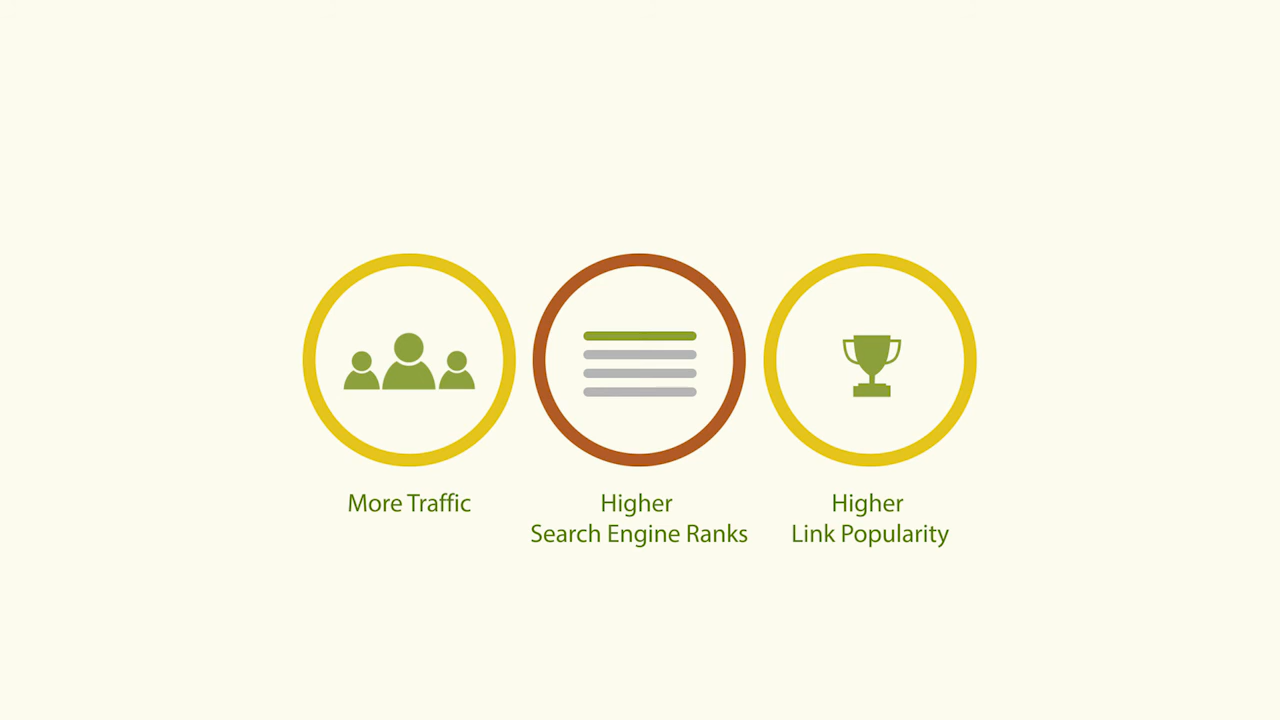 More Traffic
Higher
Search Engine Ranks
Higher
Link Popularity